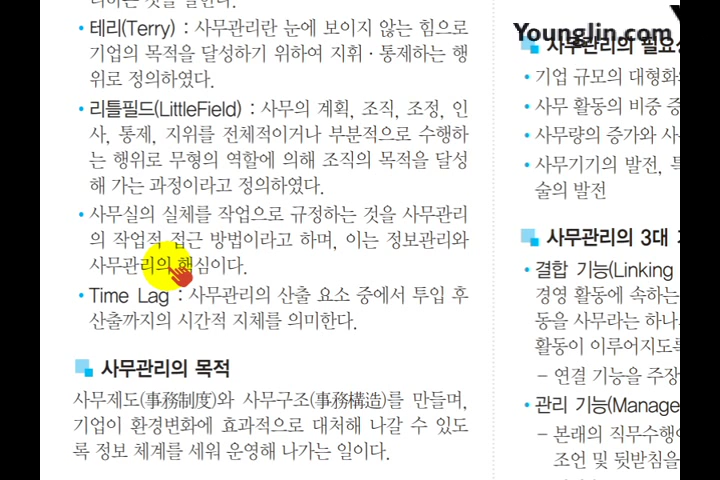 • 테리(Terry) : 사무관리란 눈에 보이지 않는 힘으로
기업의 목적을 달성하기 위하여 지휘·통제하는 행
위로 정의하였다.
• 리틀필드(LittleField) : 사무의 계획, 조직, 조정, 인
사, 통제, 지위를 전체적이거나 부분적으로 수행하
는 행위로 무형의 역할에 의해 조직의 목적을 달성
해 가는 과정이라고 정의하였다.
• 사무실의 실체를 작업으로 규정하는 것을 사무관리
의 작업적 접근 방법이라고 하며, 이는 정보관리와
사무관리의 핵심이다.
• Time Lag : 사무관리의 산출 요소 중에서 투입 후
산출까지의 시간적 지체를 의미한다.
사무관리의 목적
사무제도(事務制度)와 사무구조(事務構造)를 만들며,
기업이 환경변화에 효과적으로 대처해 나갈 수 있도
록 정보 체계를 세워 운영해 나가는 일이다.
Younglin.com
사무관리의 필요
• 기업 규모의 대형화
• 사무 활동의 비중 증
• 사무량의 증가와 사
• 사무기기의 발전, 특
술의 발전
사무관리의 3대
• 결합 기능(Linking
경영 활동에 속하는
동을 사무라는 하나
활동이 이루어지도록
– 연결 기능을 주장
• 관리 기능(Manage
– 본래의 직무수행
조언 및 뒷받침을